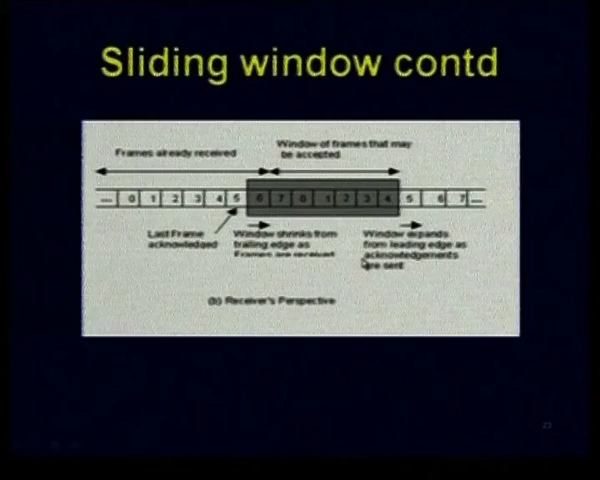 Sliding window contd
Window of frames that may
be accepted
Frames already received
.... 0 1 2 3 4 5 6 7 0 1 2 3 4 5 6 7 ....
Last Frame
acknowledged
Window shrinks from
trailing edge as
Frames are received
Window expands
from leading edge as
acknowledgements
are sent
(b) Receiver's Perspective
23